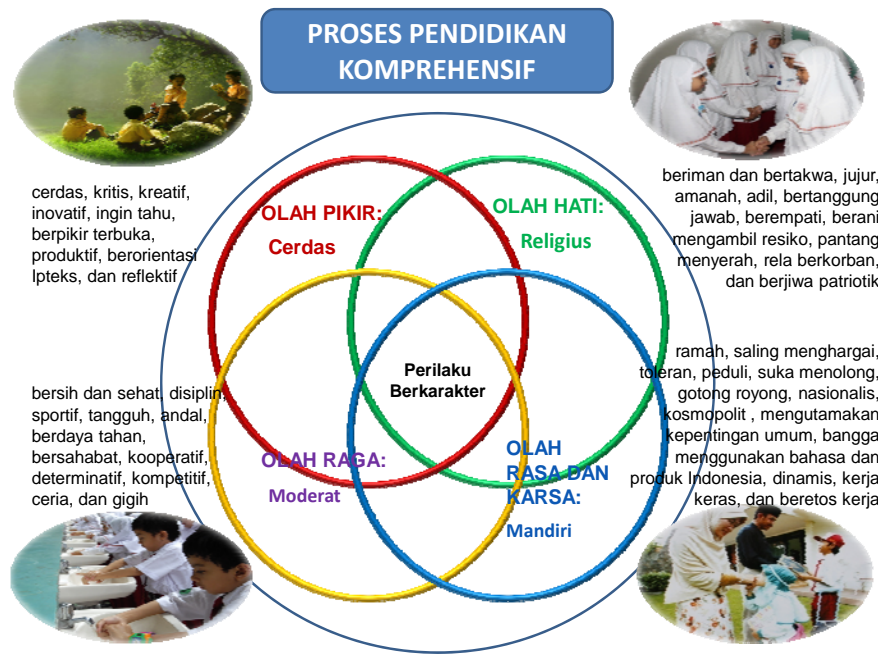 PROSES PENDIDIKAN
KOMPREHENSIF
cerdas, kritis, kreatif,
inovatif, ingin tahu,
berpikir terbuka,
produktif, berorientasi
Ipteks, dan reflektif
OLAH PIKIR:
Cerdas
OLAH HATI:
Religius
beriman dan bertakwa, jujur,
amanah, adil, bertanggung
jawab, berempati, berani
mengambil resiko, pantang
menyerah, rela berkorban,
dan berjiwa patriotik
Perilaku
Berkarakter
bersih dan sehat, disiplin,
sportif, tangguh, andal,
berdaya tahan,
bersahabat, kooperatif,
determinatif, kompetitif,
ceria, dan gigih
OLAH RAGA:
Moderat
OLAH
RASA DAN
KARSA:
Mandiri
ramah, saling menghargai,
toleran, peduli, suka menolong,
gotong royong, nasionalis,
kosmopolit , mengutamakan
kepentingan umum, bangga
menggunakan bahasa dan
produk Indonesia, dinamis, kerja
keras, dan beretos kerja